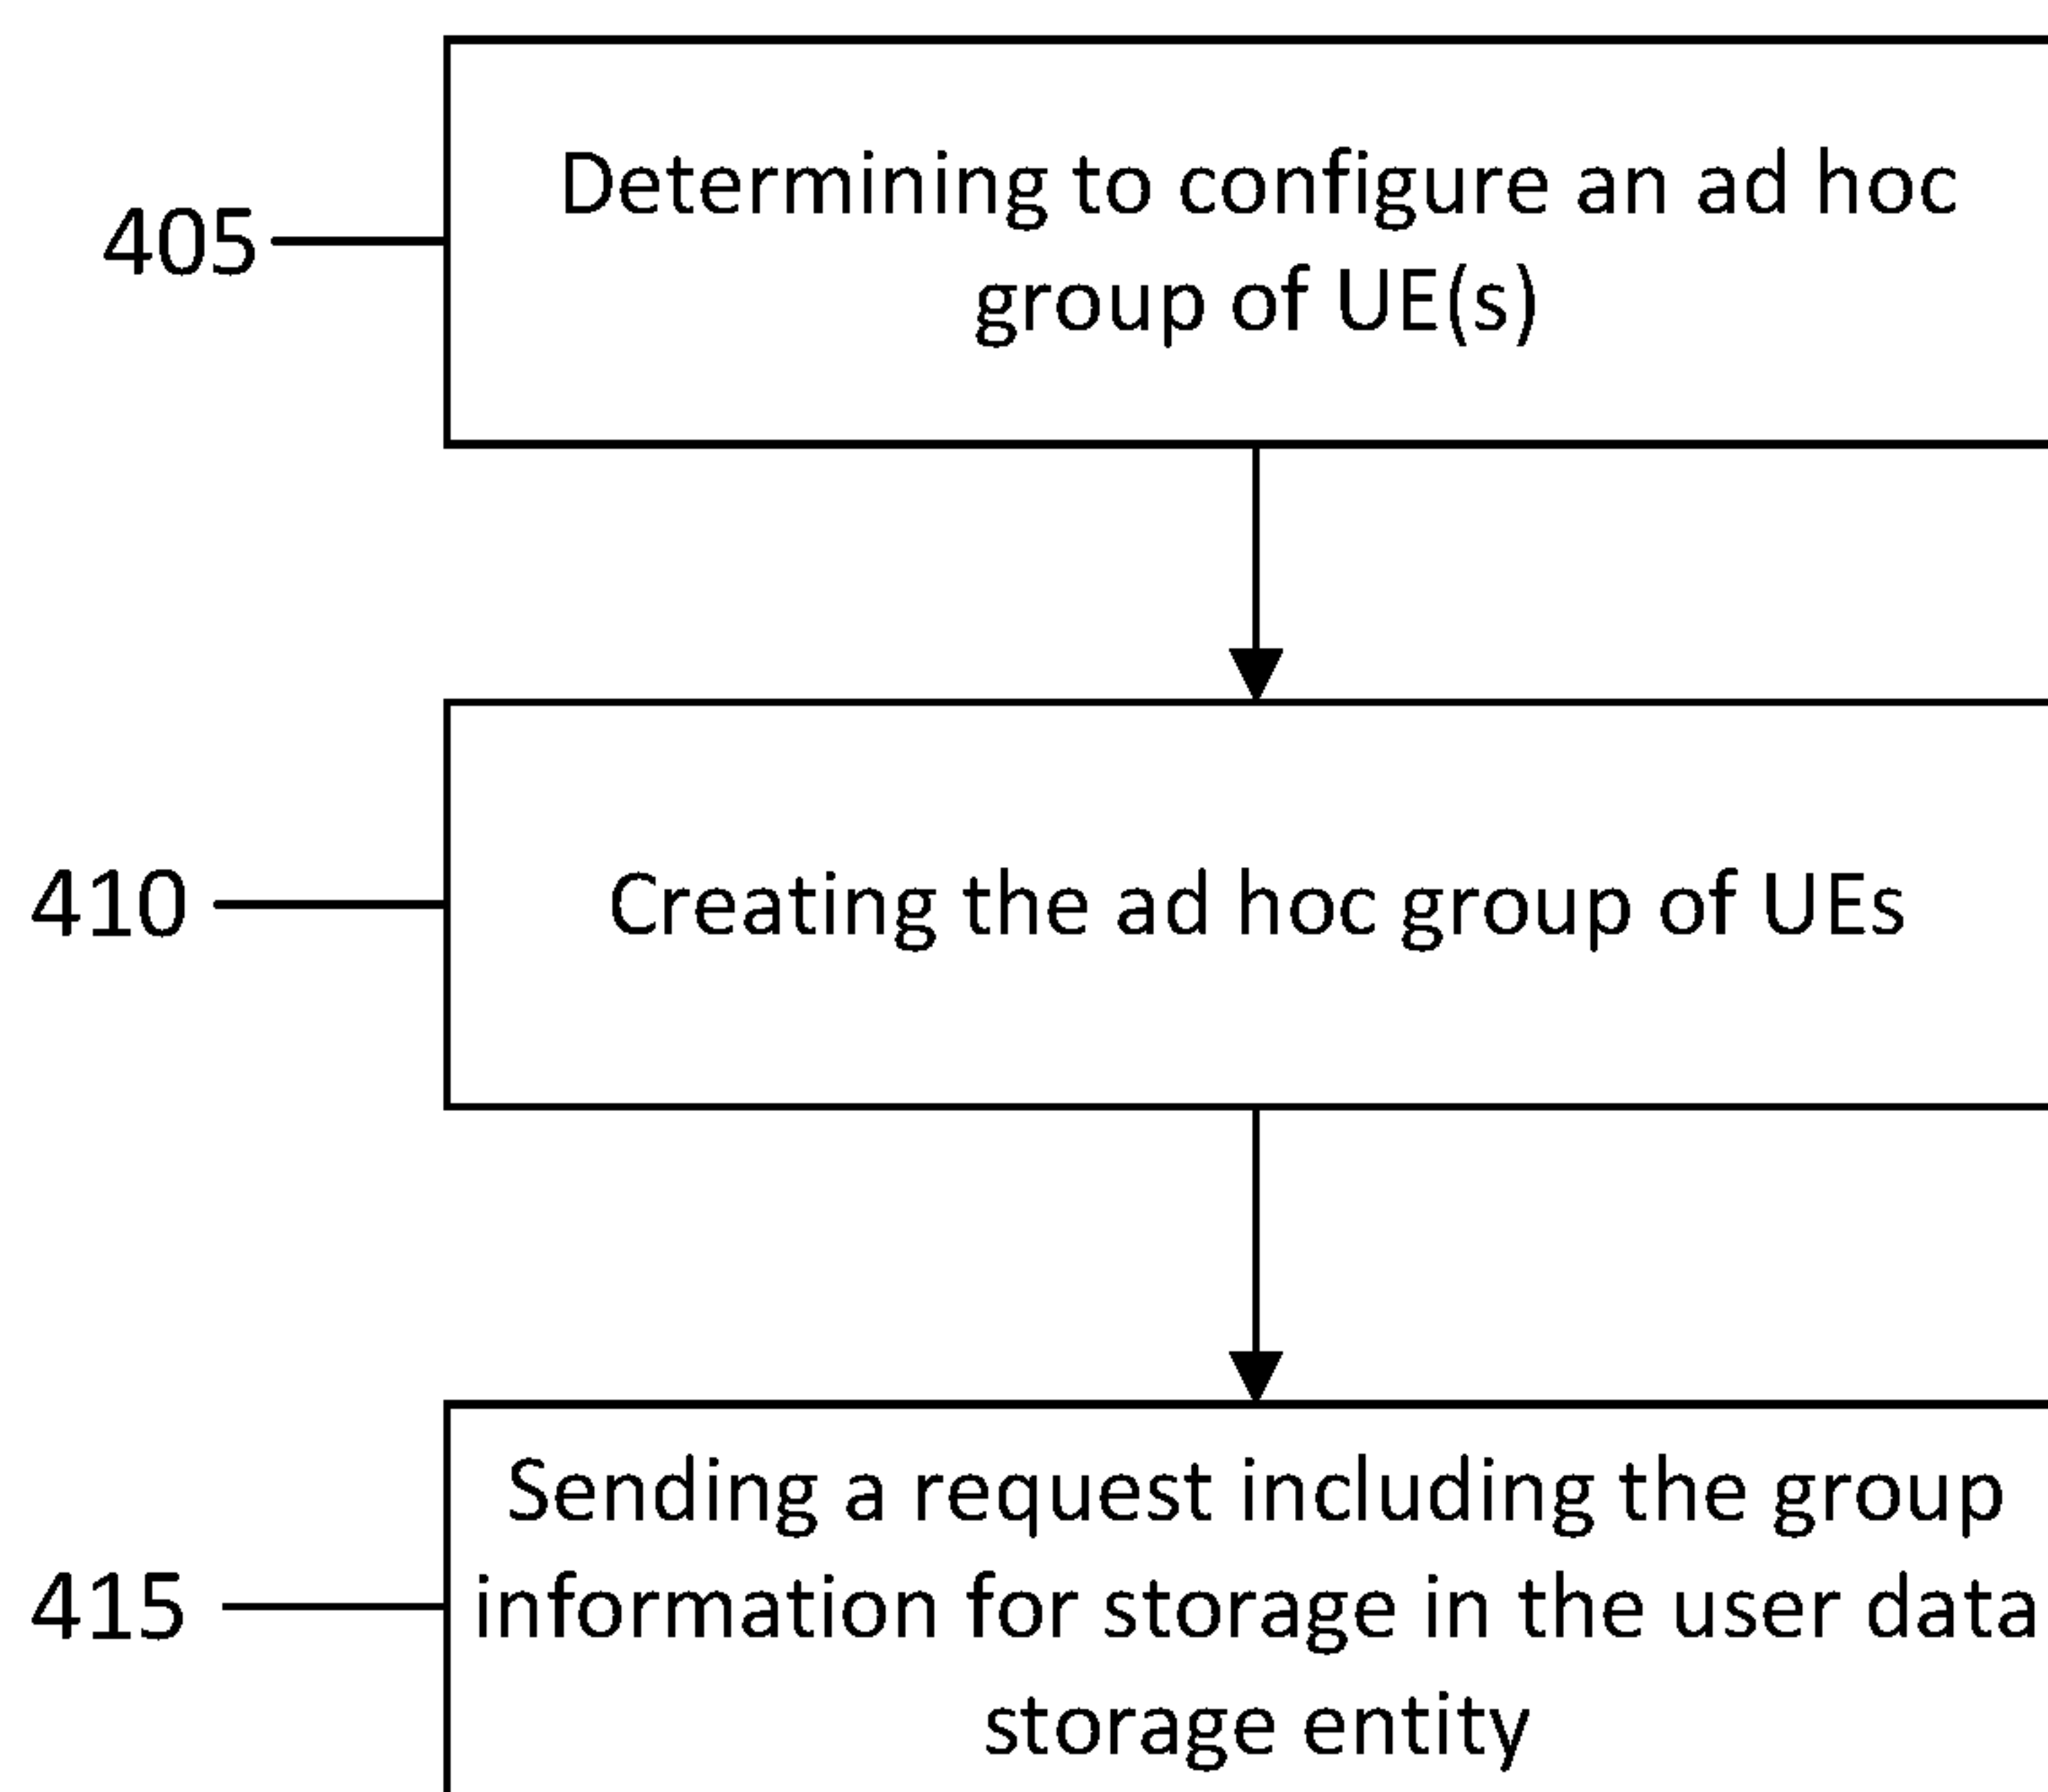 405
Determining to configure an ad hoc
group of UE(s)
410
Creating the ad hoc group of UEs
415
Sending a request including the group
information for storage in the user data
storage entity